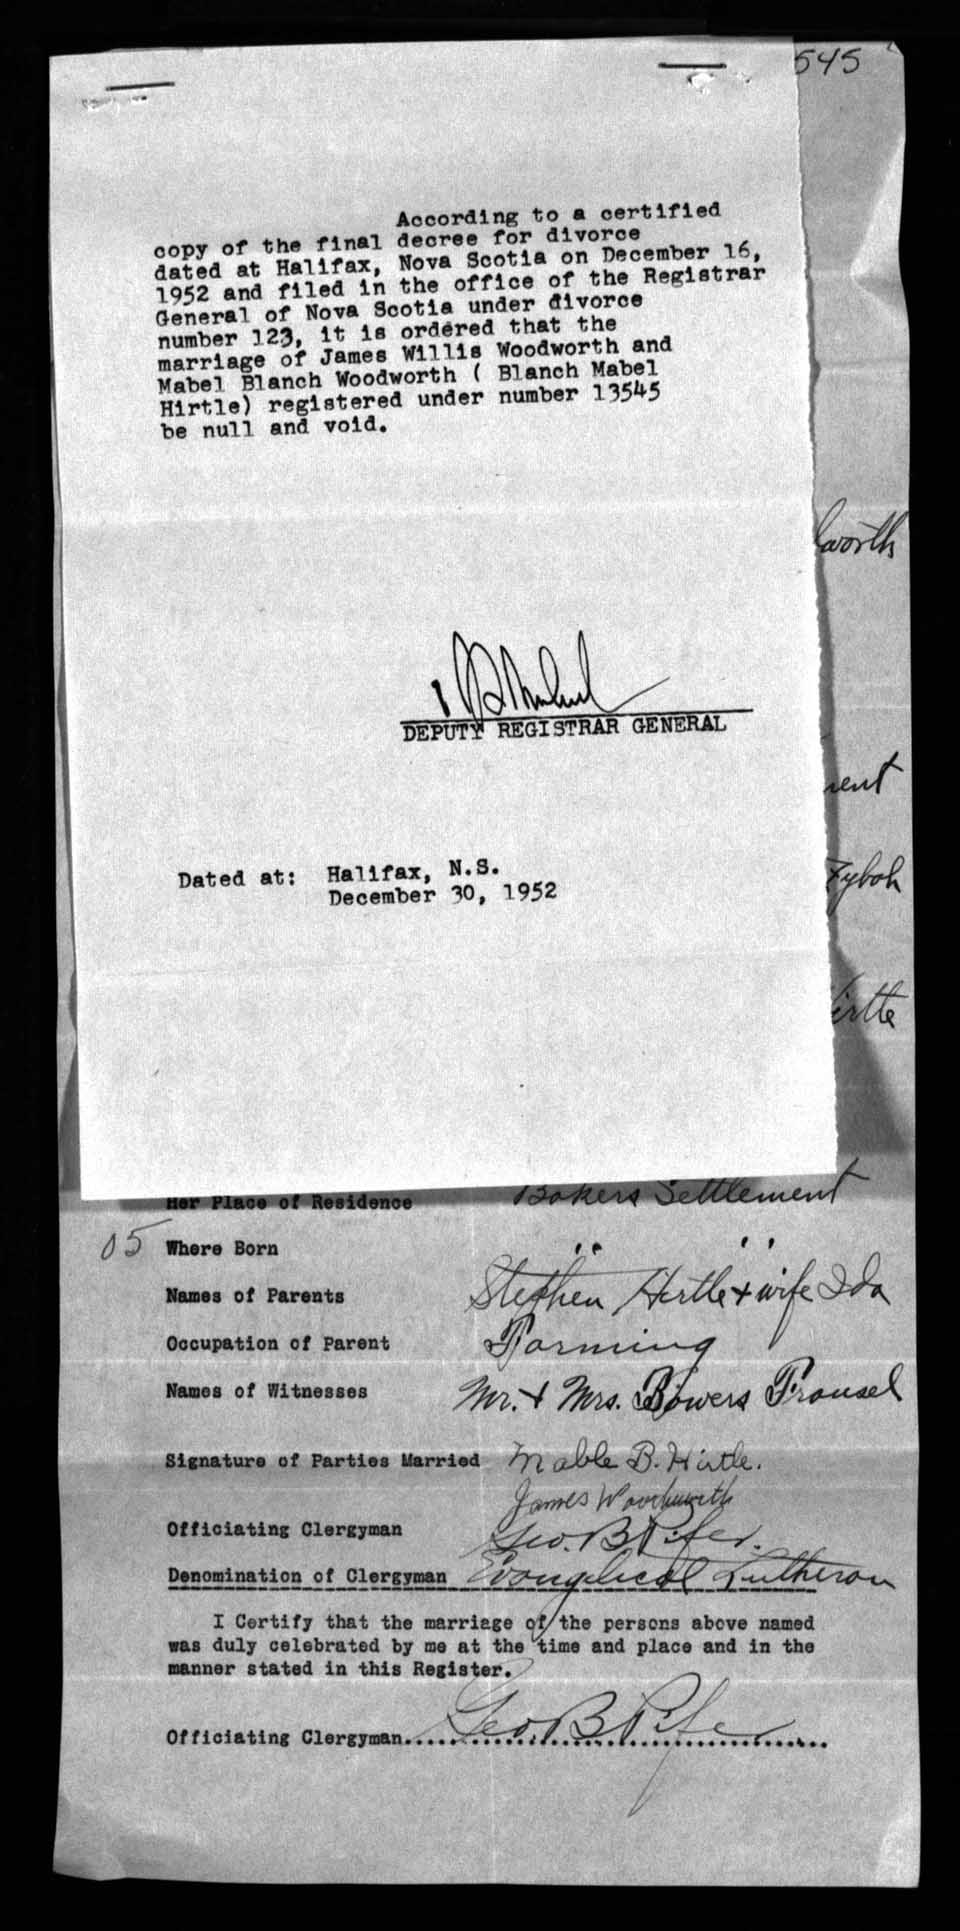 545
According to a certified
copy of the final decree for divorce
dated at Halifax, Nova Scotia on December 16,
1952 and filed in the office of the Registrar
General of Nova Scotia under divorce
number 123, it is ordered that the
marriage of James Willis Woodworth and
Mabel Blanch Woodworth ( Blanch Mabel
Hirtle) registered under number 13545
be null and void.
worth
DEPUTY REGISTRAR GENERAL
ment
Dated at: Halifax, N.S.
December 30, 1952
irtle
Her Place of Residence Bakers Settlement
05 Where Born " "
Names of Parents Stephen Hirtle + wife Ida
Occupation of Parent Farming
Names of Witnesses Mr. + Mrs. Bowers Frausel
Signature of Parties Married Mable B. Hirtle.
James Woodworth
Officiating Clergyman Geo. B Pifer.
Denomination of Clergyman Evangelical Lutheran
I Certify that the marriage of the persons above named
was duly celebrated by me at the time and place and in the
manner stated in this Register.
Officiating Clergyman Geo. B Pifer